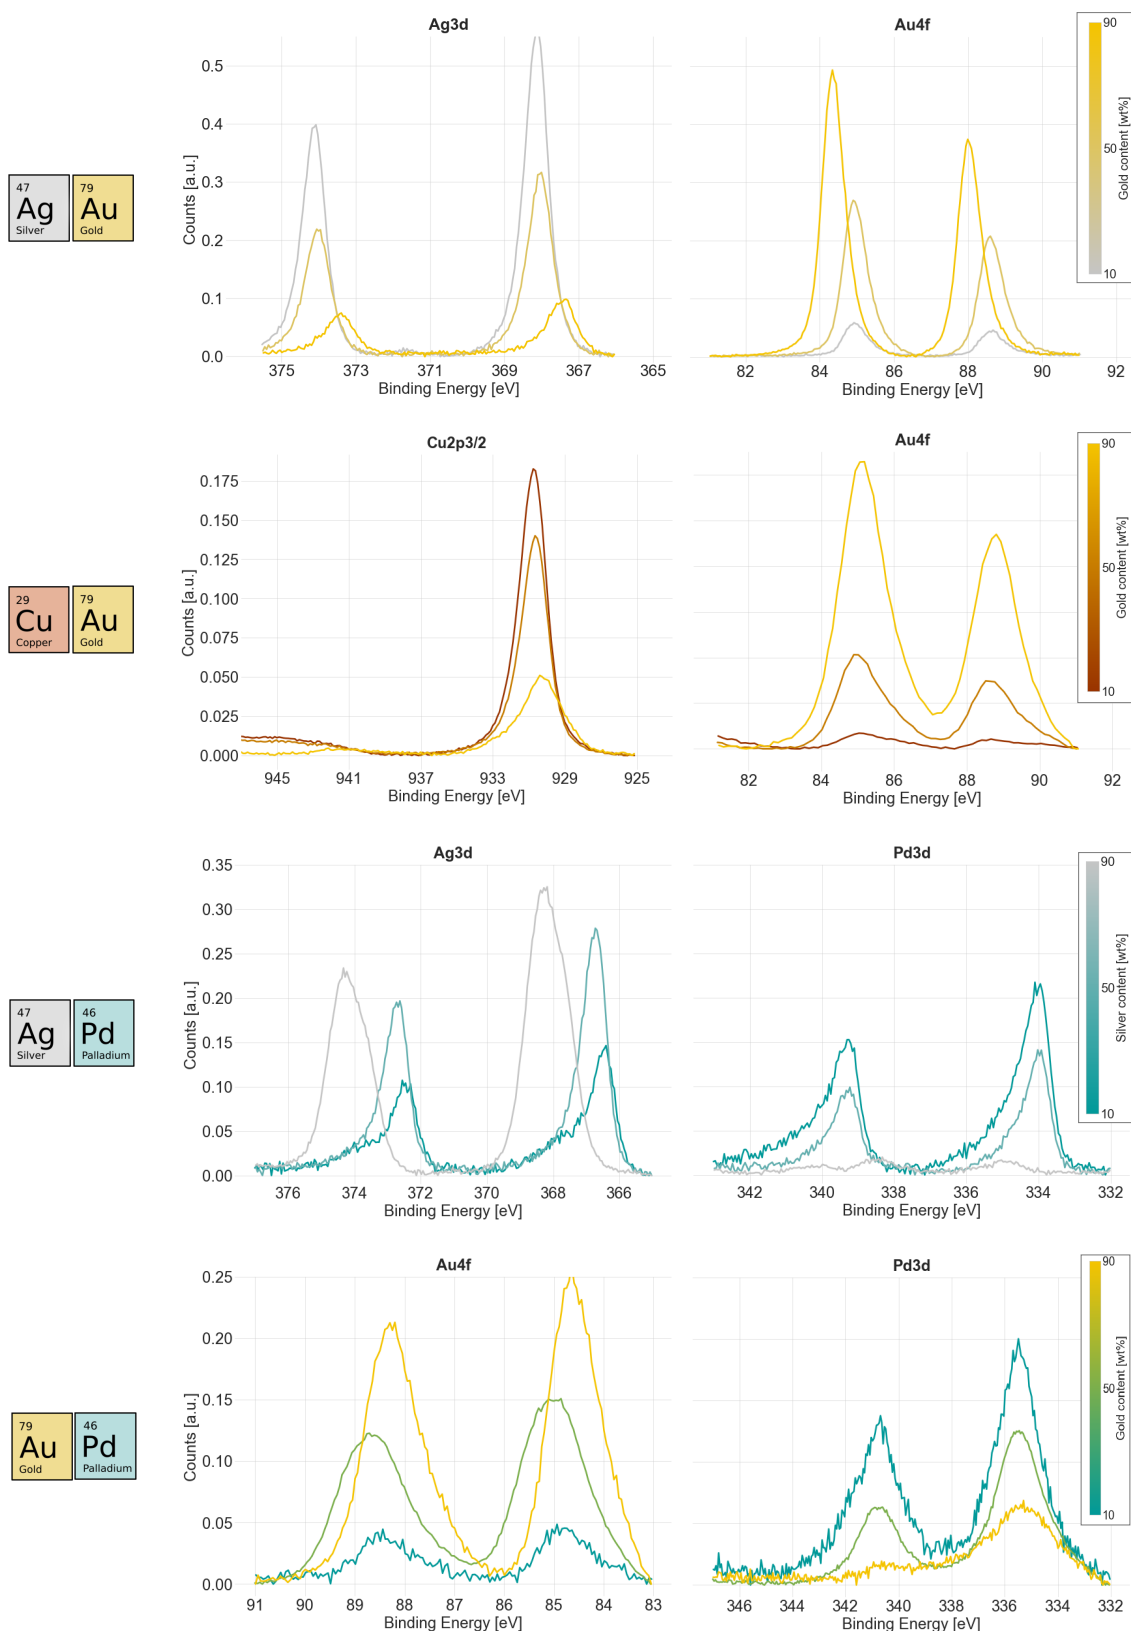 Ag3d
Au4f
0.5
0.4
0.3
0.2
0.1
0.0
Counts [a.u.]
375
373
371
369
367
365
Binding Energy [eV]
82
84
86
88
90
92
Binding Energy [eV]
90
50
10
Gold content [wt%]
47
Ag
Silver
79
Au
Gold
Cu2p3/2
Au4f
0.175
0.150
0.125
0.100
0.075
0.050
0.025
0.000
Counts [a.u.]
945
941
937
933
929
925
Binding Energy [eV]
82
84
86
88
90
92
Binding Energy [eV]
90
50
10
Gold content [wt%]
29
Cu
Copper
79
Au
Gold
Ag3d
Pd3d
0.35
0.30
0.25
0.20
0.15
0.10
0.05
0.00
Counts [a.u.]
376
374
372
370
368
366
Binding Energy [eV]
342
340
338
336
334
332
Binding Energy [eV]
90
50
10
Silver content [wt%]
47
Ag
Silver
46
Pd
Palladium
Au4f
Pd3d
0.25
0.20
0.15
0.10
0.05
0.00
Counts [a.u.]
91
90
89
88
87
86
85
84
83
Binding Energy [eV]
346
344
342
340
338
336
334
332
Binding Energy [eV]
90
50
10
Gold content [wt%]
79
Au
Gold
46
Pd
Palladium